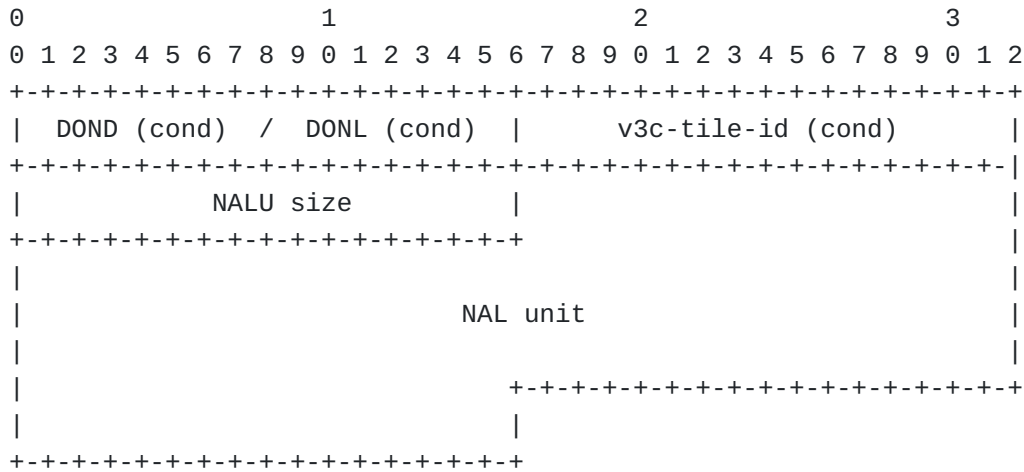 0                   1                   2                   3
0 1 2 3 4 5 6 7 8 9 0 1 2 3 4 5 6 7 8 9 0 1 2 3 4 5 6 7 8 9 0 1 2
+-+-+-+-+-+-+-+-+-+-+-+-+-+-+-+-+-+-+-+-+-+-+-+-+-+-+-+-+-+-+-+-+
|  DOND (cond)  /  DONL (cond)  |      v3c-tile-id (cond)       |
+-+-+-+-+-+-+-+-+-+-+-+-+-+-+-+-+-+-+-+-+-+-+-+-+-+-+-+-+-+-+-+-|
|            NALU size          |                               |
+-+-+-+-+-+-+-+-+-+-+-+-+-+-+-+-+                               |
|                                                               |
|                            NAL unit                           |
|                                                               |
|                               +-+-+-+-+-+-+-+-+-+-+-+-+-+-+-+-+
|                               |
+-+-+-+-+-+-+-+-+-+-+-+-+-+-+-+-+